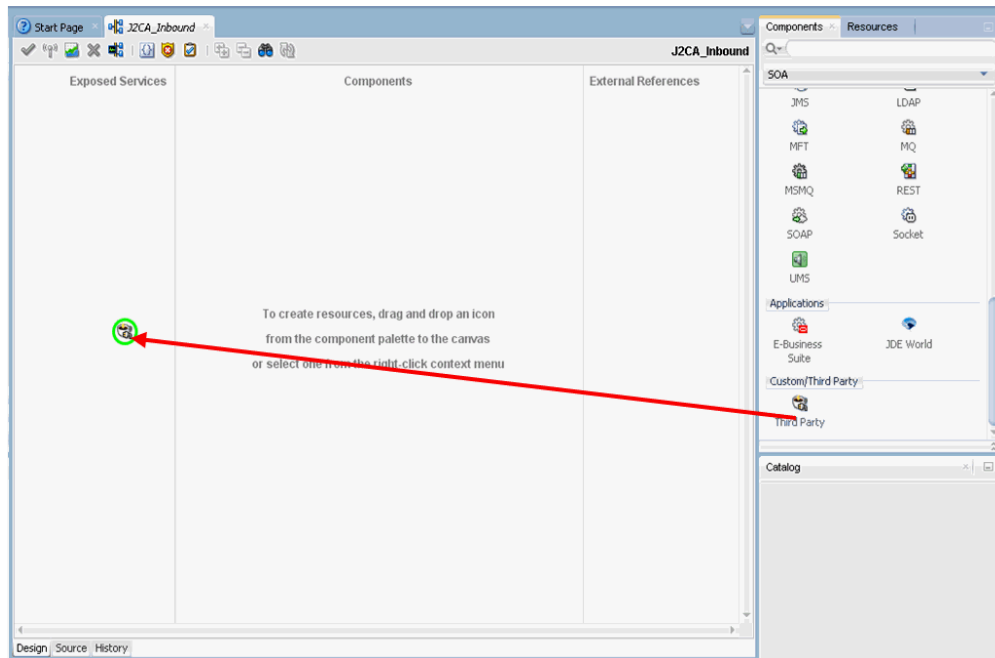 Start Page
J2CA_Inbound
J2CA_Inbound
Exposed Services
Components
External References
To create resources, drag and drop an icon
from the component palette to the canvas
or select one from the right-click context menu
Design Source History
Components
Resources
SOA
JMS LDAP
MFT MQ
MSMQ REST
SOAP Socket
UMS
Applications
E-Business JDE World
Suite
Custom/Third Party
Third Party
Catalog